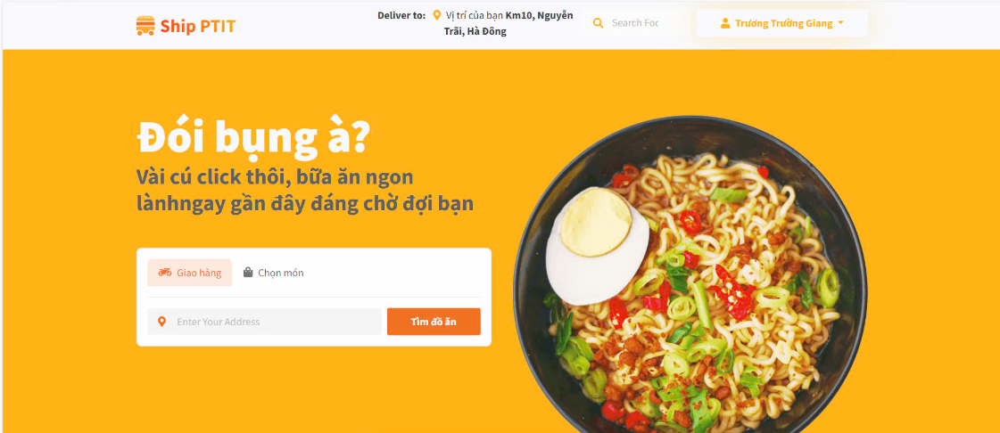 Ship PTIT
Deliver to: Vị trí của bạn Km10, Nguyễn
Trãi, Hà Đông
Search Foc
Trương Trường Giang
Đói bụng à?
Vài cú click thôi, bữa ăn ngon
lànhngay gần đây đáng chờ đợi bạn
Giao hàng
Chọn món
Enter Your Address
Tìm đồ ăn